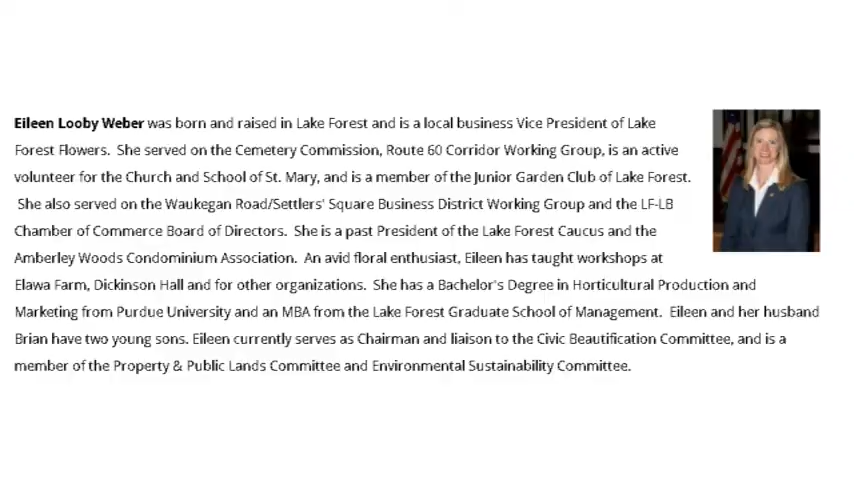 Eileen Looby Weber was born and raised in Lake Forest and is a local business Vice President of Lake
Forest Flowers.  She served on the Cemetery Commission, Route 60 Corridor Working Group, is an active
volunteer for the Church and School of St. Mary, and is a member of the Junior Garden Club of Lake Forest.
She also served on the Waukegan Road/Settlers' Square Business District Working Group and the LF-LB
Chamber of Commerce Board of Directors.  She is a past President of the Lake Forest Caucus and the
Amberley Woods Condominium Association.  An avid floral enthusiast, Eileen has taught workshops at
Elawa Farm, Dickinson Hall and for other organizations.  She has a Bachelor's Degree in Horticultural Production and
Marketing from Purdue University and an MBA from the Lake Forest Graduate School of Management.  Eileen and her husband
Brian have two young sons. Eileen currently serves as Chairman and liaison to the Civic Beautification Committee, and is a
member of the Property & Public Lands Committee and Environmental Sustainability Committee.